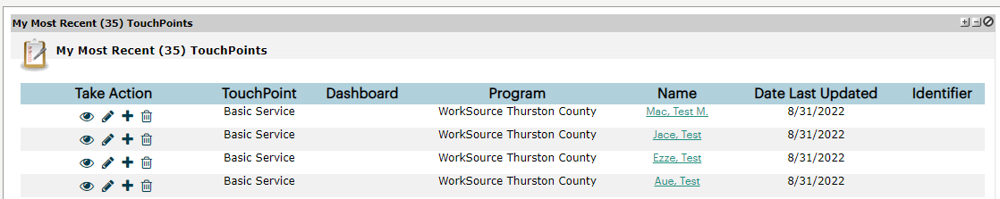 My Most Recent (35) TouchPoints
My Most Recent (35) TouchPoints
Take Action TouchPoint Dashboard Program Name Date Last Updated Identifier
Basic Service WorkSource Thurston County Mac, Test M. 8/31/2022
Basic Service WorkSource Thurston County Jace, Test 8/31/2022
Basic Service WorkSource Thurston County Ezze, Test 8/31/2022
Basic Service WorkSource Thurston County Aue, Test 8/31/2022